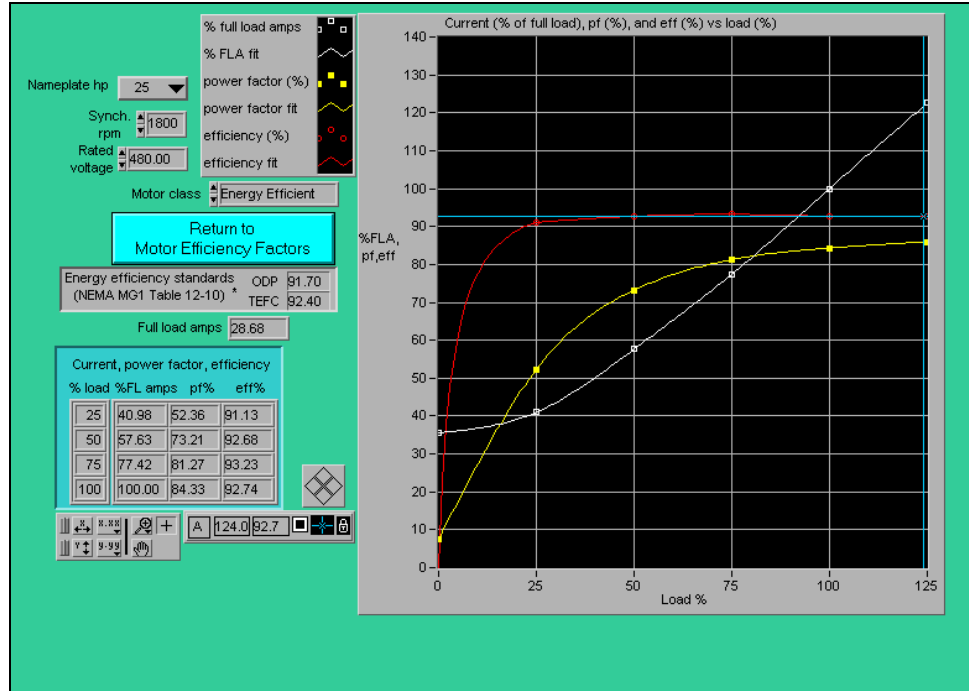 Current (% of full load), pf (%), and eff (%) vs load (%)
% full load amps
% FLA fit
power factor (%)
power factor fit
efficiency (%)
efficiency fit
Nameplate hp 25
Synch. rpm 1800
Rated voltage 480.00
Motor class Energy Efficient
Return to
Motor Efficiency Factors
Energy efficiency standards ODP 91.70
(NEMA MG1 Table 12-10) * TEFC 92.40
Full load amps 28.68
Current, power factor, efficiency
% load %FL amps pf% eff%
25 40.98 52.36 91.13
50 57.63 73.21 92.68
75 77.42 81.27 93.23
100 100.00 84.33 92.74
X x.xx
Y y.yy
A 124.0 92.7
%FLA,
pf,eff
140
130
120
110
100
90
80
70
60
50
40
30
20
10
0
0 25 50 75 100 125
Load %